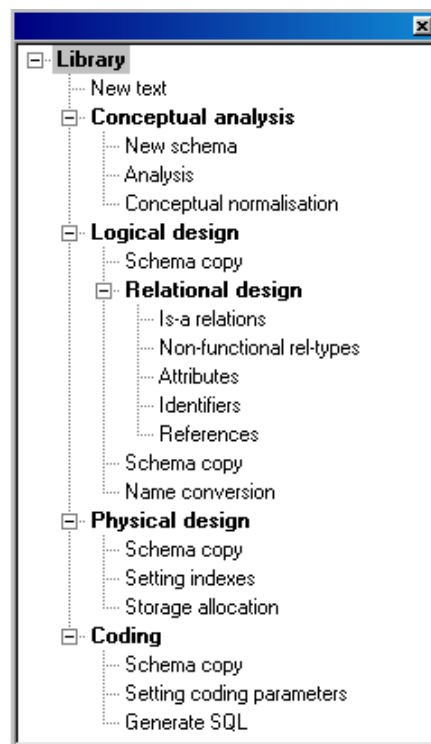 Library
New text
Conceptual analysis
New schema
Analysis
Conceptual normalisation
Logical design
Schema copy
Relational design
Is-a relations
Non-functional rel-types
Attributes
Identifiers
References
Schema copy
Name conversion
Physical design
Schema copy
Setting indexes
Storage allocation
Coding
Schema copy
Setting coding parameters
Generate SQL